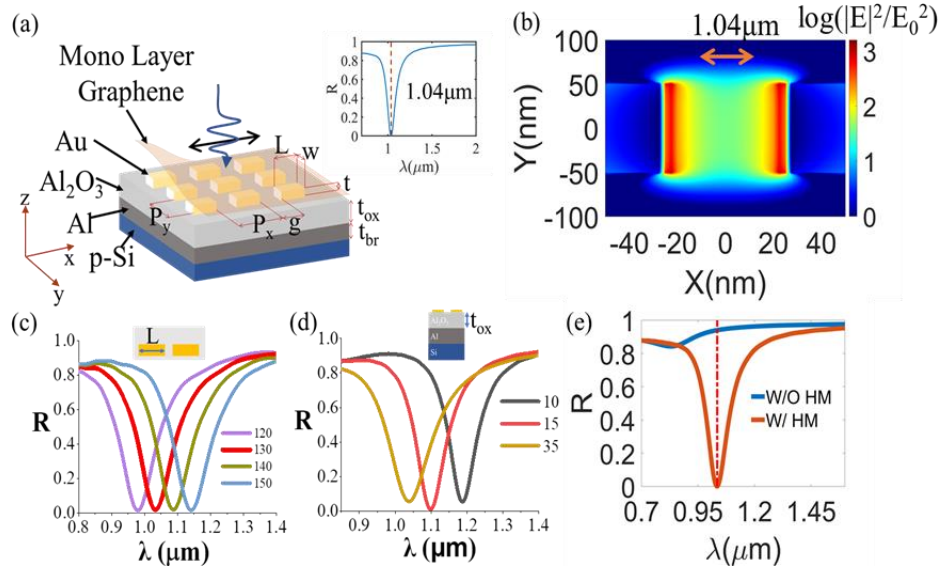 (a)
Mono Layer
Graphene
Au
Al₂O₃
Al
p-Si
z
x
y
L
w
t
tₒₓ
t_br
P_y
Pₓ
g
R
1
0.8
0.6
0.4
0.2
0
1
1.5
2
λ(μm)
1.04μm
(b)
log(|E|²/E₀²)
1.04μm
Y(nm)
100
50
0
-50
-100
-40 -20 0 20 40
X(nm)
3
2
1
0
(c)
L
R
1.0
0.8
0.6
0.4
0.2
0.0
0.8 0.9 1.0 1.1 1.2 1.3 1.4
λ (μm)
120
130
140
150
(d)
Al₂O₃
Al
Si
tₒₓ
R
1.0
0.8
0.6
0.4
0.2
0.0
0.9 1.0 1.1 1.2 1.3 1.4
λ (μm)
10
15
35
(e)
R
1
0.8
0.6
0.4
0.2
0
0.7 0.95 1.2 1.45
λ(μm)
W/O HM
W/ HM